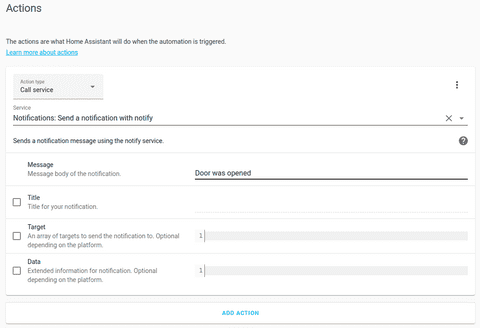 Actions
The actions are what Home Assistant will do when the automation is triggered.
Learn more about actions
Action type
Call service
Service
Notifications: Send a notification with notify
Sends a notification message using the notify service.
Message
Message body of the notification.
Door was opened
Title
Title for your notification.
Target
An array of targets to send the notification to. Optional
depending on the platform.
1
Data
Extended information for notification. Optional
depending on the platform.
1
ADD ACTION